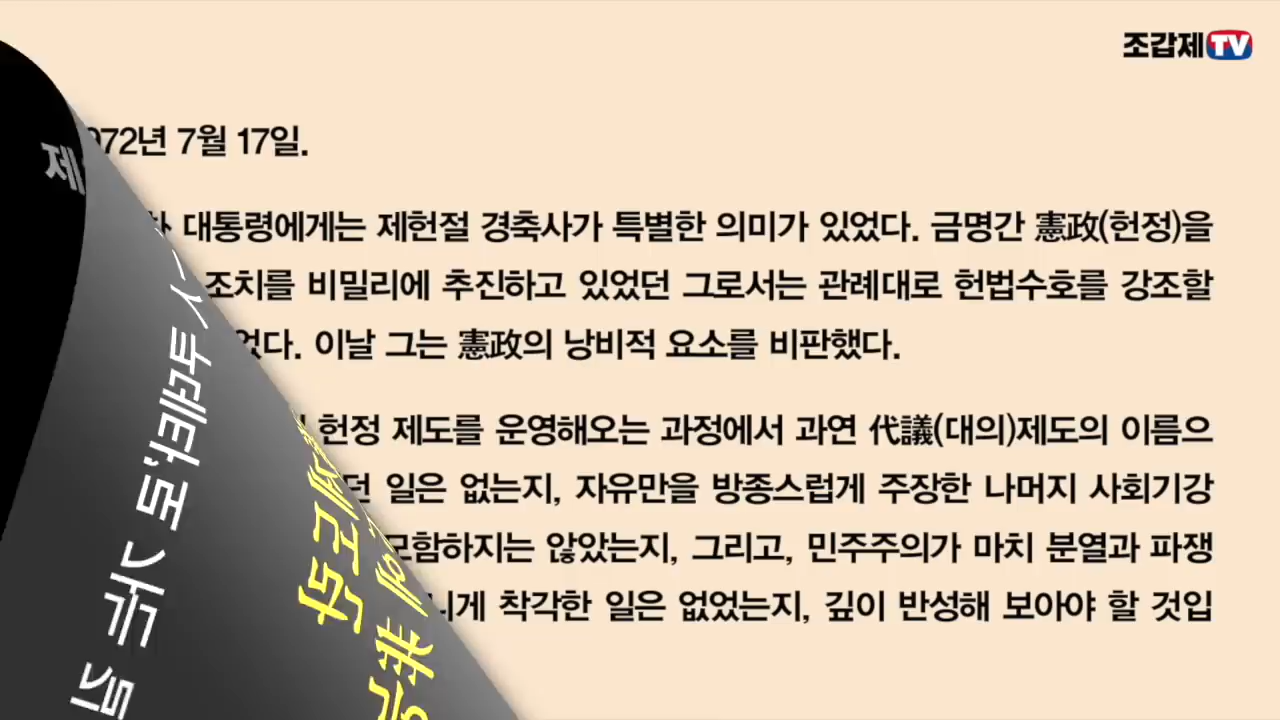 조갑제TV
972년 7월 17일.
대통령에게는 제헌절 경축사가 특별한 의미가 있었다. 금명간 憲政(헌정)을
조치를 비밀리에 추진하고 있었던 그로서는 관례대로 헌법수호를 강조할
었다. 이날 그는 憲政의 낭비적 요소를 비판했다.
헌정 제도를 운영해오는 과정에서 과연 代議(대의)제도의 이름으
던 일은 없는지, 자유만을 방종스럽게 주장한 나머지 사회기강
모함하지는 않았는지, 그리고, 민주주의가 마치 분열과 파쟁
니게 착각한 일은 없었는지, 깊이 반성해 보아야 할 것입